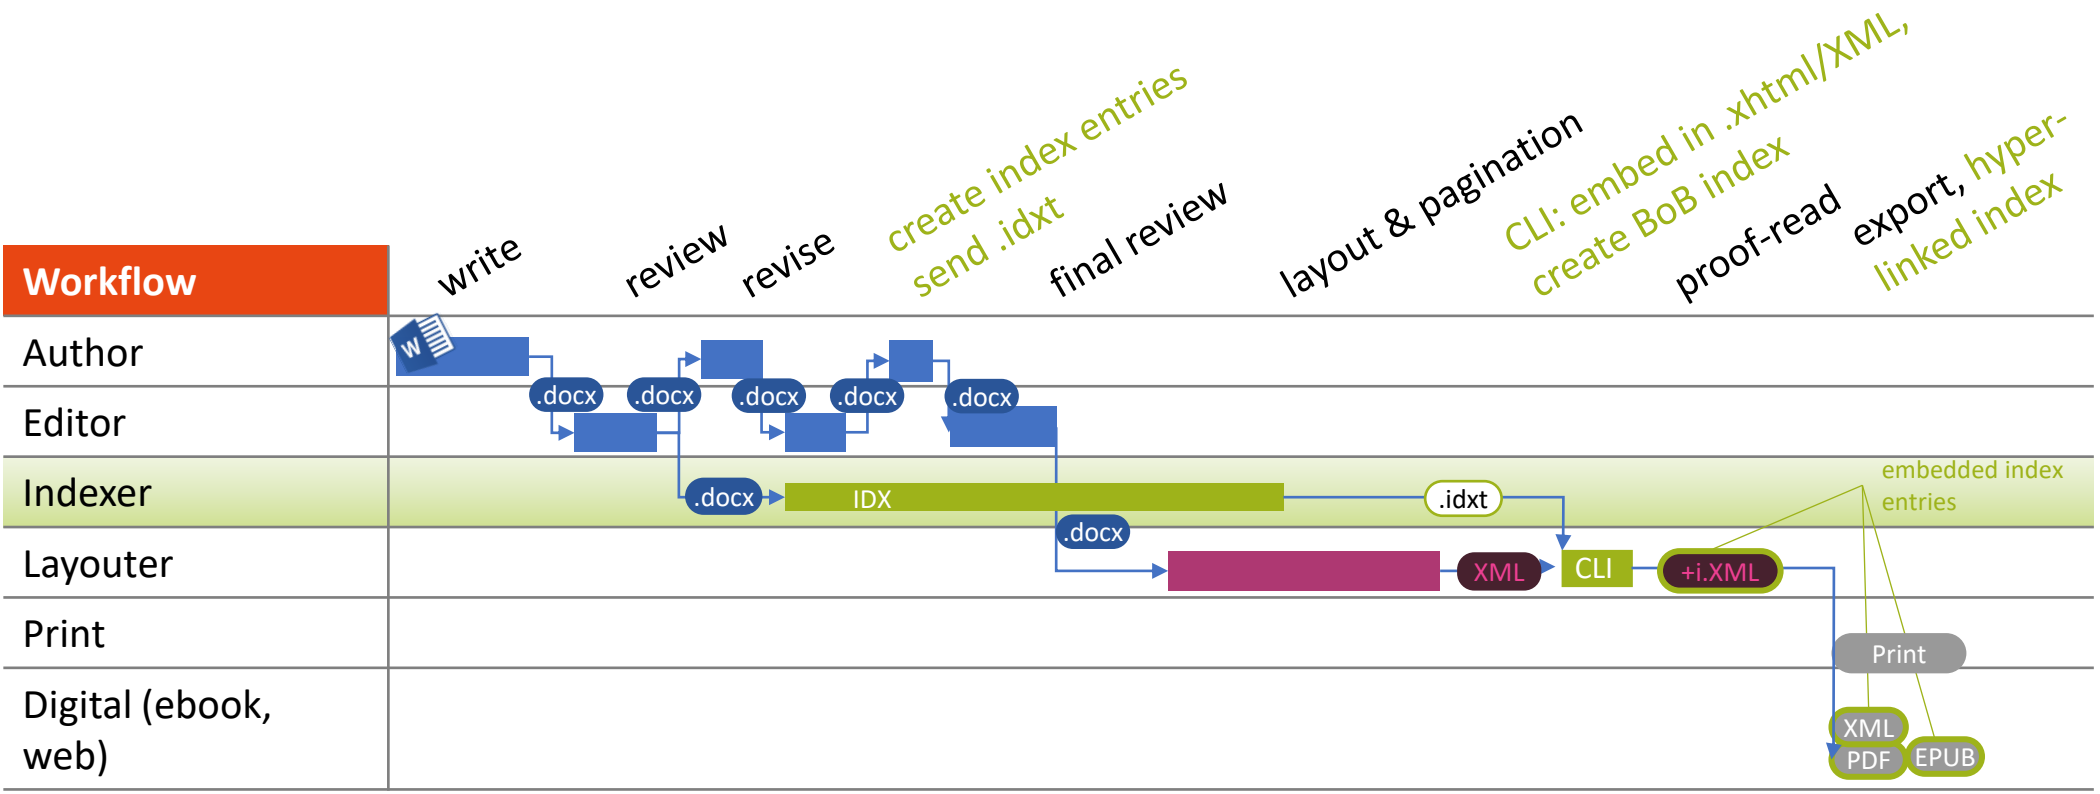 write
review
revise
create index entries
send .idxt
final review
layout & pagination
CLI: embed in .xhtml/XML,
create BoB index
proof-read
export, hyper-
linked index
Workflow
Author
W
.docx
.docx
.docx
.docx
.docx
Editor
Indexer
.docx
IDX
.idxt
embedded index
entries
.docx
Layouter
XML
CLI
+i.XML
Print
Print
Digital (ebook,
web)
XML
PDF
EPUB